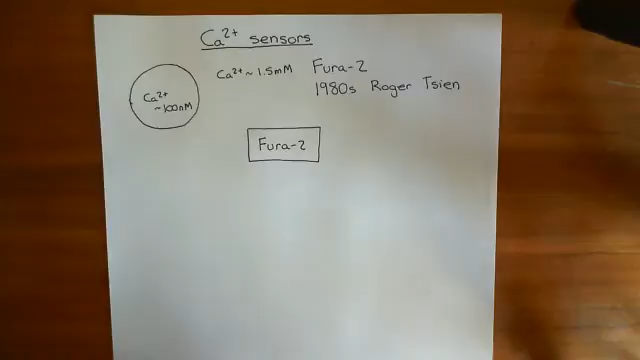 Ca²⁺ sensors
Ca²⁺ ~ 1.5mM
Fura-2
1980s Roger Tsien
Ca²⁺
~100nM
Fura-2